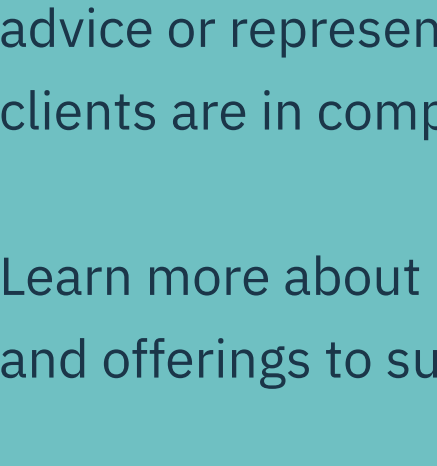 advice or represen
clients are in comp
Learn more about
and offerings to su